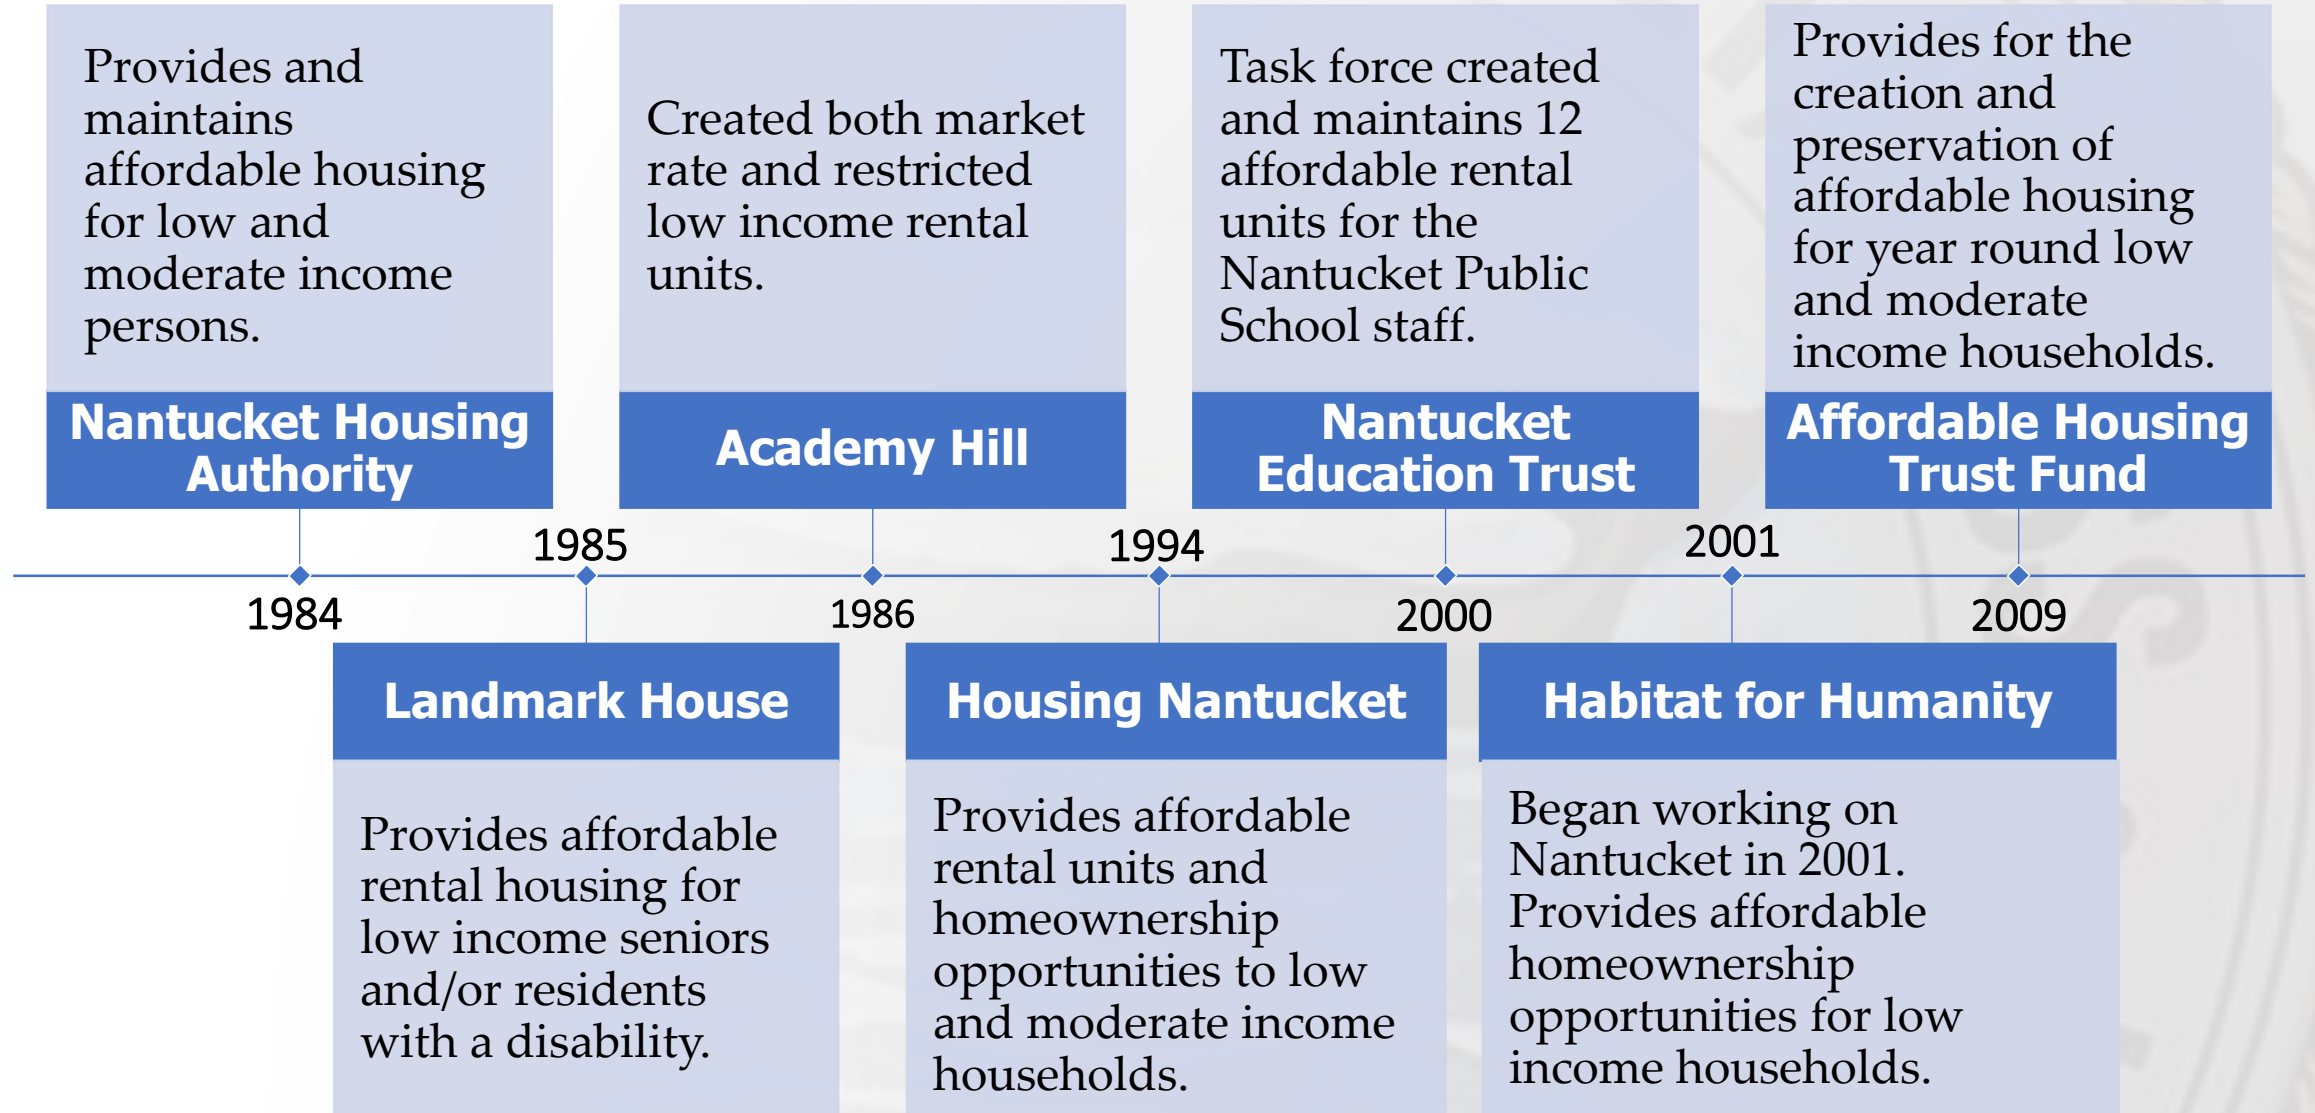 Provides and
maintains
affordable housing
for low and
moderate income
persons.
Nantucket Housing
Authority
1984
1985
Landmark House
Provides affordable
rental housing for
low income seniors
and/or residents
with a disability.
Created both market
rate and restricted
low income rental
units.
Academy Hill
1986
1994
Housing Nantucket
Provides affordable
rental units and
homeownership
opportunities to low
and moderate income
households.
Task force created
and maintains 12
affordable rental
units for the
Nantucket Public
School staff.
Nantucket
Education Trust
2000
2001
Habitat for Humanity
Began working on
Nantucket in 2001.
Provides affordable
homeownership
opportunities for low
income households.
Provides for the
creation and
preservation of
affordable housing
for year round low
and moderate
income households.
Affordable Housing
Trust Fund
2009